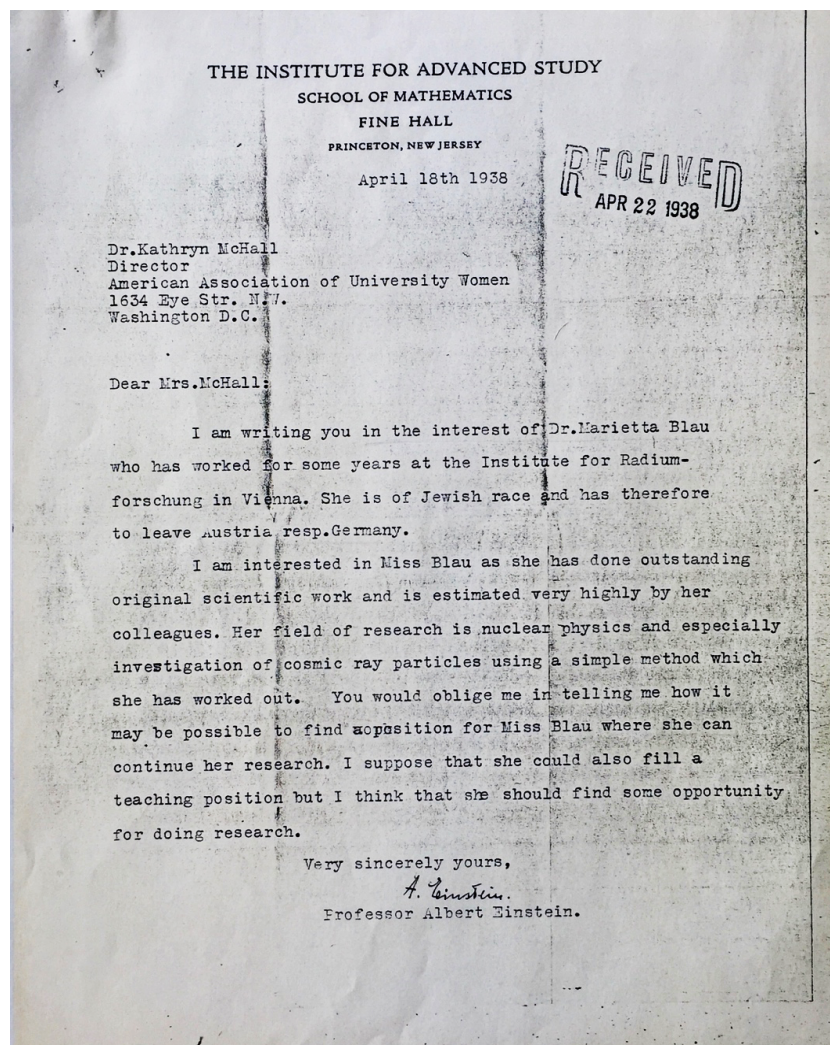 THE INSTITUTE FOR ADVANCED STUDY
SCHOOL OF MATHEMATICS
FINE HALL
PRINCETON, NEW JERSEY
April 18th 1938
RECEIVED
APR 22 1938
Dr.Kathryn McHall
Director
American Association of University Women
1634 Eye Str. N.W.
Washington D.C.
Dear Mrs.McHall:
I am writing you in the interest of Dr.Marietta Blau
who has worked for some years at the Institute for Radium-
forschung in Vienna. She is of Jewish race and has therefore
to leave Austria resp.Germany.
I am interested in Miss Blau as she has done outstanding
original scientific work and is estimated very highly by her
colleagues. Her field of research is nuclear physics and especially
investigation of cosmic ray particles using a simple method which
she has worked out. You would oblige me in telling me how it
may be possible to find a position for Miss Blau where she can
continue her research. I suppose that she could also fill a
teaching position but I think that she should find some opportunity
for doing research.
Very sincerely yours,
A. Einstein.
Professor Albert Einstein.